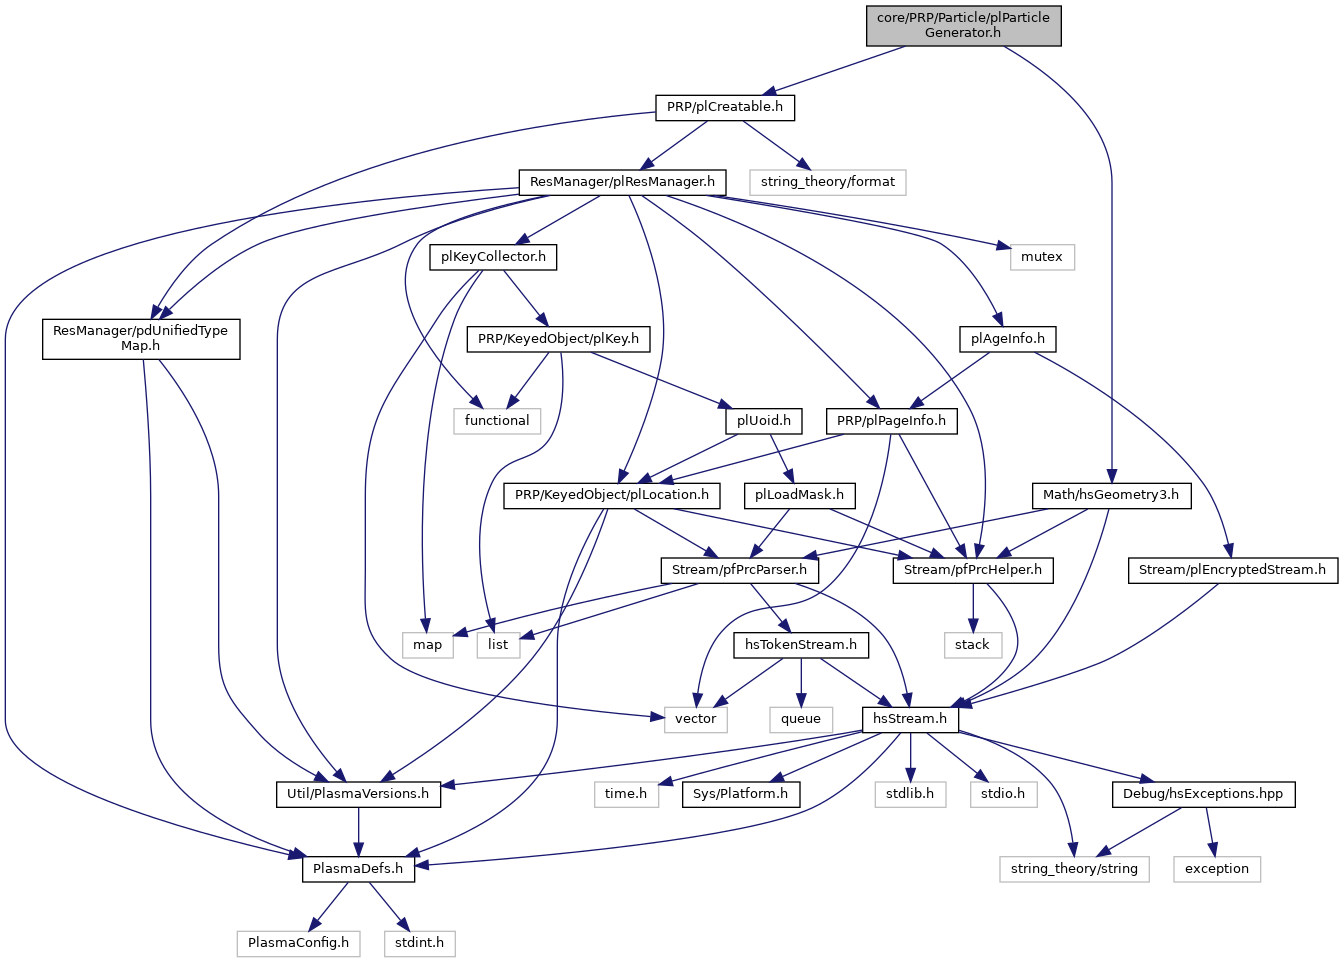 core/PRP/Particle/plParticle
Generator.h
PRP/plCreatable.h
ResManager/plResManager.h
string_theory/format
plKeyCollector.h
mutex
ResManager/pdUnifiedType
Map.h
PRP/KeyedObject/plKey.h
plAgeInfo.h
functional
plUoid.h
PRP/plPageInfo.h
PRP/KeyedObject/plLocation.h
plLoadMask.h
Math/hsGeometry3.h
Stream/pfPrcParser.h
Stream/pfPrcHelper.h
Stream/plEncryptedStream.h
map
list
hsTokenStream.h
stack
vector
queue
hsStream.h
Util/PlasmaVersions.h
time.h
Sys/Platform.h
stdlib.h
stdio.h
Debug/hsExceptions.hpp
PlasmaDefs.h
string_theory/string
exception
PlasmaConfig.h
stdint.h